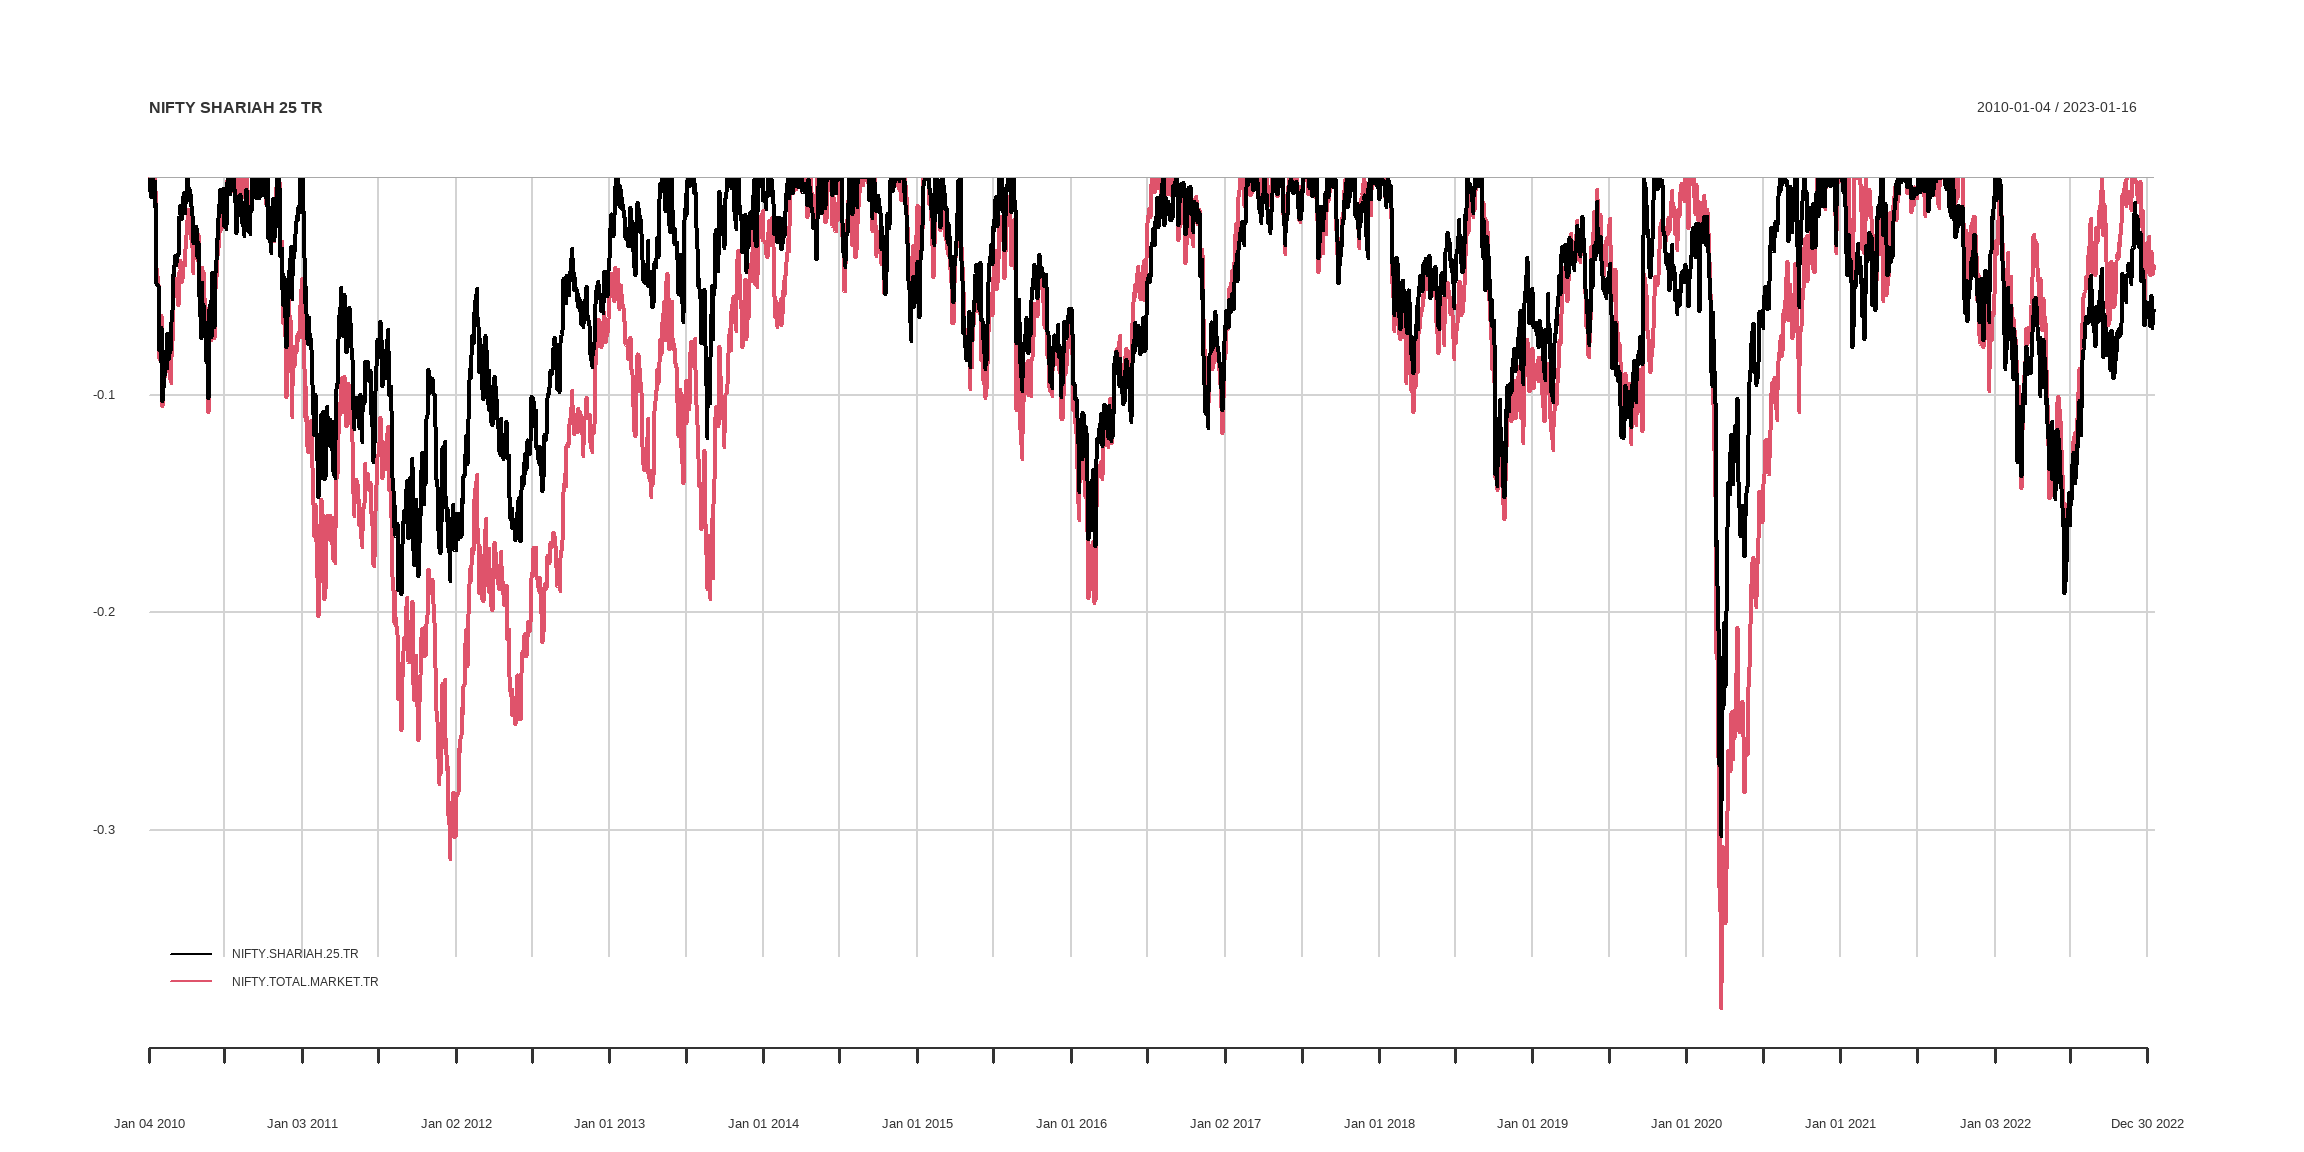 NIFTY SHARIAH 25 TR
2010-01-04 / 2023-01-16
-0.1
-0.2
-0.3
NIFTY.SHARIAH.25.TR
NIFTY.TOTAL.MARKET.TR
Jan 04 2010 Jan 03 2011 Jan 02 2012 Jan 01 2013 Jan 01 2014 Jan 01 2015 Jan 01 2016 Jan 02 2017 Jan 01 2018 Jan 01 2019 Jan 01 2020 Jan 01 2021 Jan 03 2022 Dec 30 2022